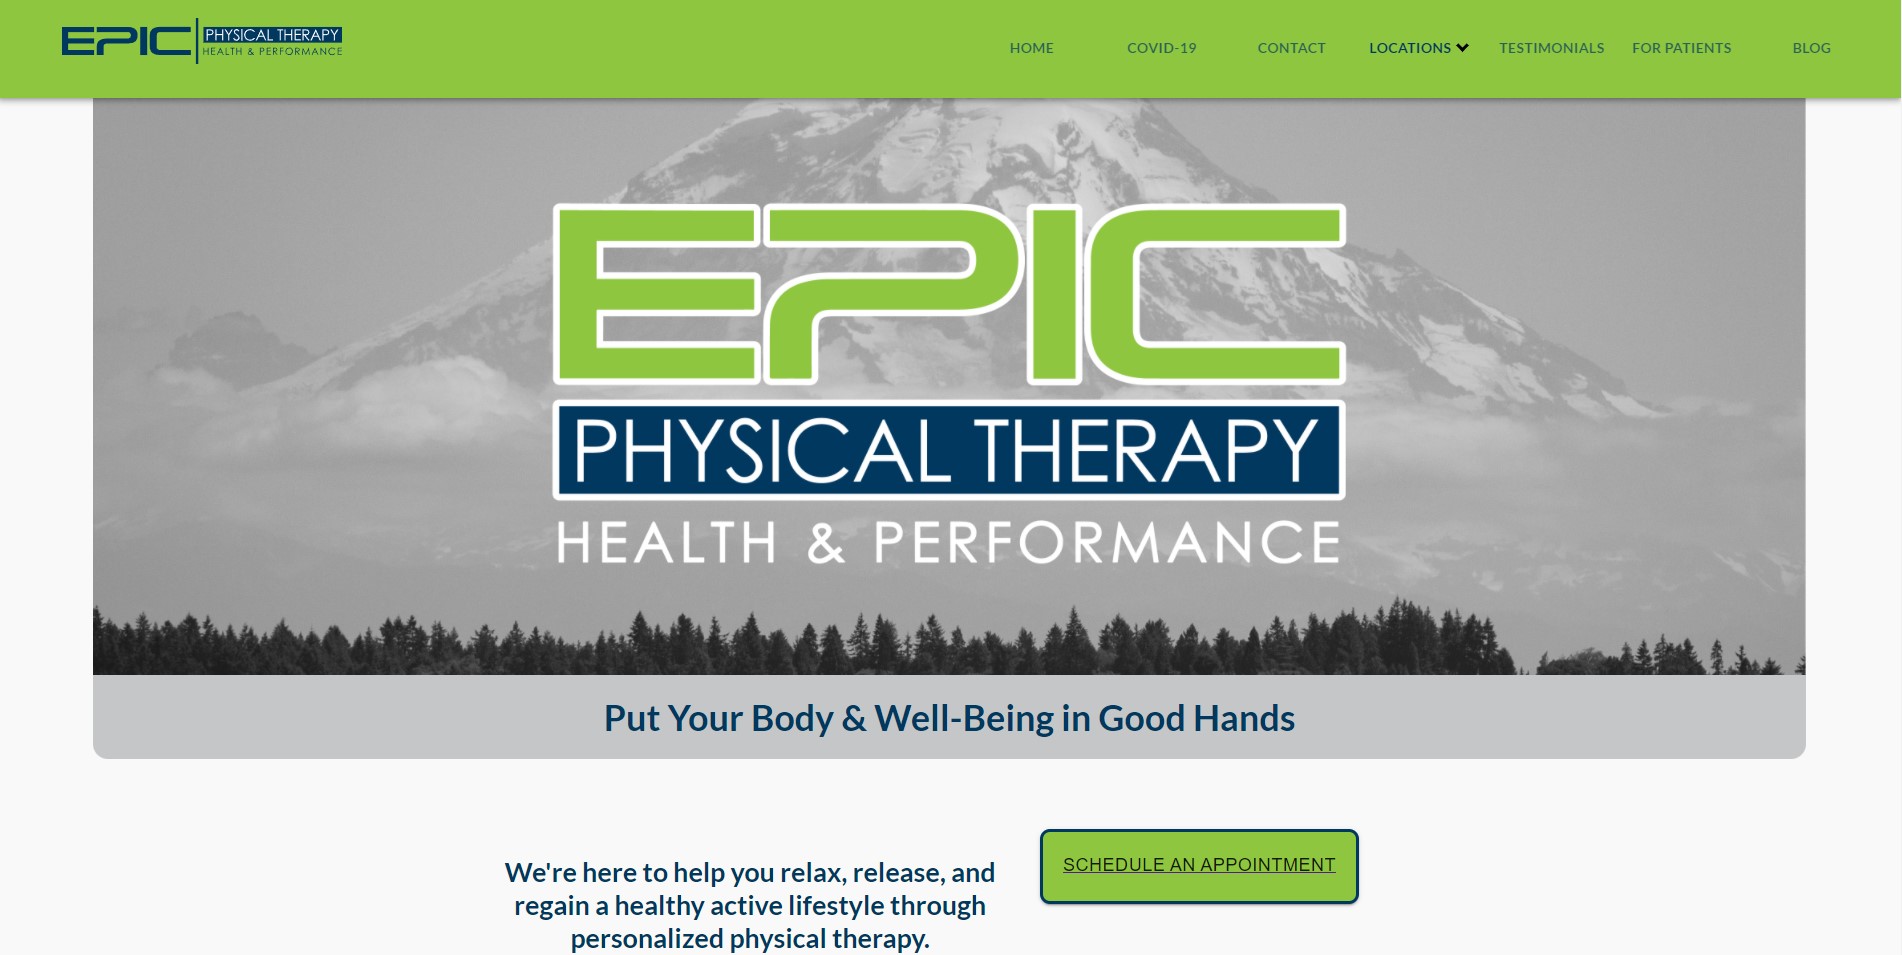 EPIC PHYSICAL THERAPY
HEALTH & PERFORMANCE
HOME COVID-19 CONTACT LOCATIONS TESTIMONIALS FOR PATIENTS BLOG
EPIC
PHYSICAL THERAPY
HEALTH & PERFORMANCE
Put Your Body & Well-Being in Good Hands
We're here to help you relax, release, and
regain a healthy active lifestyle through
personalized physical therapy.
SCHEDULE AN APPOINTMENT